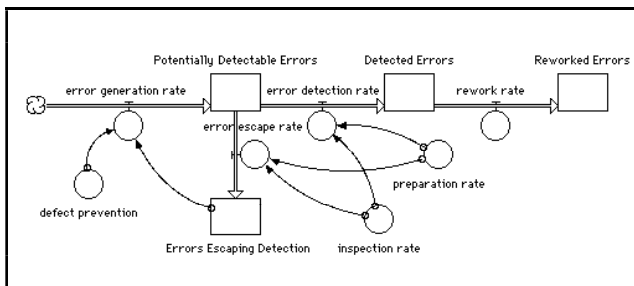 Potentially Detectable Errors
Detected Errors
Reworked Errors
error generation rate
error detection rate
rework rate
error escape rate
preparation rate
defect prevention
Errors Escaping Detection
inspection rate